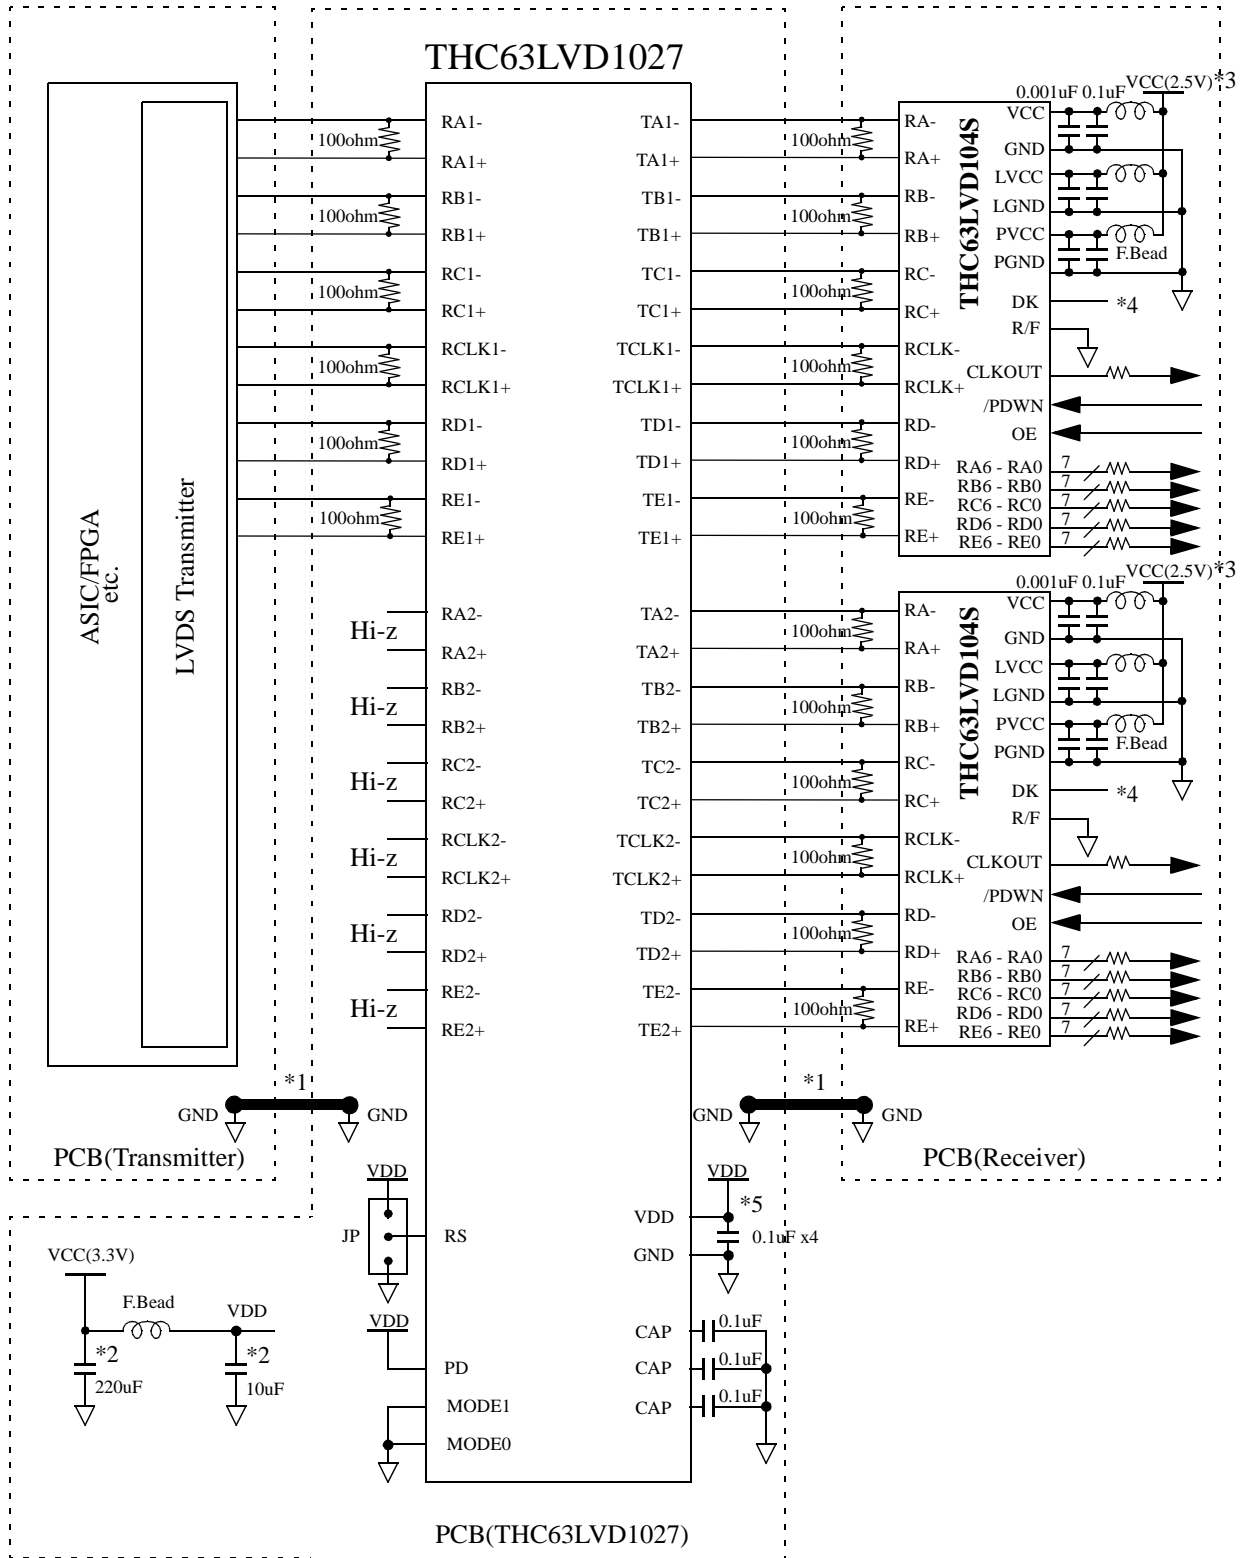 THC63LVD1027
ASIC/FPGA
etc.
LVDS Transmitter
100ohm
100ohm
100ohm
100ohm
100ohm
100ohm
Hi-z
Hi-z
Hi-z
Hi-z
Hi-z
Hi-z
RA1-
RA1+
RB1-
RB1+
RC1-
RC1+
RCLK1-
RCLK1+
RD1-
RD1+
RE1-
RE1+
RA2-
RA2+
RB2-
RB2+
RC2-
RC2+
RCLK2-
RCLK2+
RD2-
RD2+
RE2-
RE2+
TA1-
TA1+
TB1-
TB1+
TC1-
TC1+
TCLK1-
TCLK1+
TD1-
TD1+
TE1-
TE1+
TA2-
TA2+
TB2-
TB2+
TC2-
TC2+
TCLK2-
TCLK2+
TD2-
TD2+
TE2-
TE2+
100ohm
100ohm
100ohm
100ohm
100ohm
100ohm
100ohm
100ohm
100ohm
100ohm
100ohm
100ohm
THC63LVD104S
RA-
RA+
RB-
RB+
RC-
RC+
RCLK-
RCLK+
RD-
RD+
RE-
RE+
0.001uF 0.1uF VCC(2.5V)*3
VCC
GND
LVCC
LGND
PVCC
F.Bead
PGND
DK *4
R/F
CLKOUT
/PDWN
OE
RA6 - RA0 7
RB6 - RB0 7
RC6 - RC0 7
RD6 - RD0 7
RE6 - RE0 7
THC63LVD104S
RA-
RA+
RB-
RB+
RC-
RC+
RCLK-
RCLK+
RD-
RD+
RE-
RE+
0.001uF 0.1uF VCC(2.5V)*3
VCC
GND
LVCC
LGND
PVCC
F.Bead
PGND
DK *4
R/F
CLKOUT
/PDWN
OE
RA6 - RA0 7
RB6 - RB0 7
RC6 - RC0 7
RD6 - RD0 7
RE6 - RE0 7
*1
GND GND
PCB(Transmitter)
*1
GND GND
PCB(Receiver)
VDD
JP
RS
VDD
PD
MODE1
MODE0
VDD
*5
VDD
0.1uF x4
GND
CAP 0.1uF
CAP 0.1uF
CAP 0.1uF
VCC(3.3V)
F.Bead
VDD
*2
220uF
*2
10uF
PCB(THC63LVD1027)